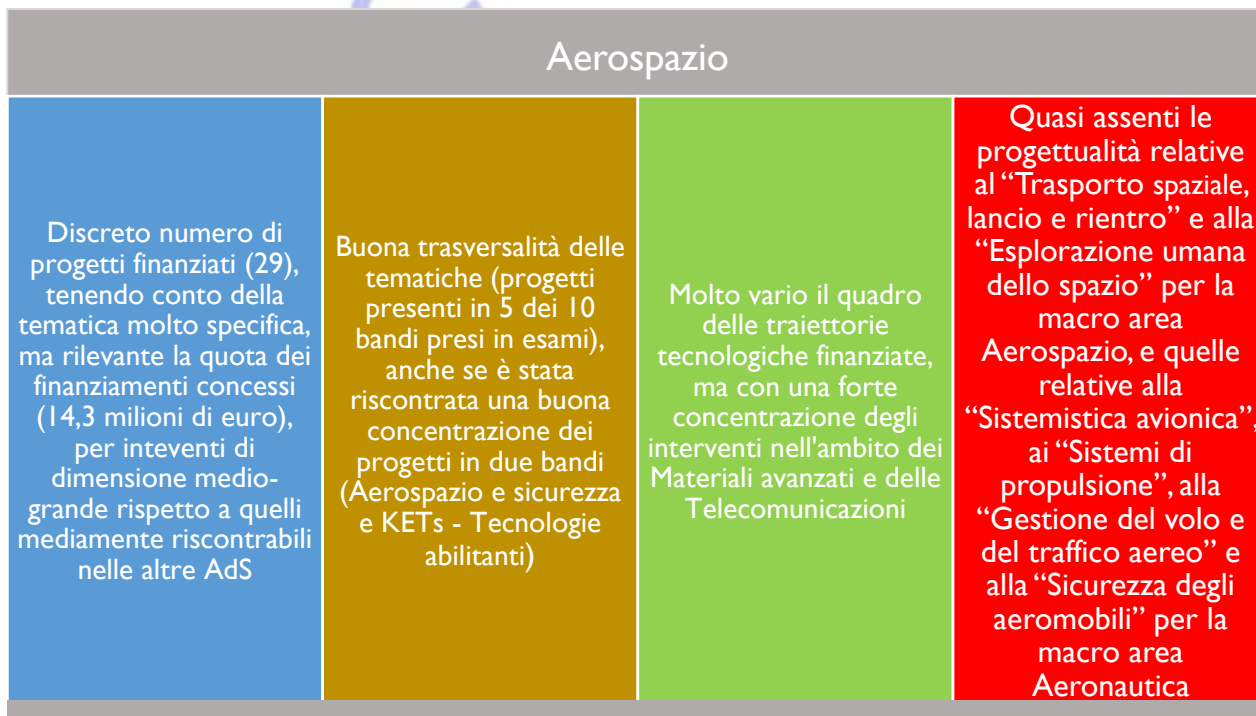 Aerospazio
Discreto numero di
progetti finanziati (29),
tenendo conto della
tematica molto specifica,
ma rilevante la quota dei
finanziamenti concessi
(14,3 milioni di euro),
per inteventi di
dimensione medio-
grande rispetto a quelli
mediamente riscontrabili
nelle altre AdS
Buona trasversalità delle
tematiche (progetti
presenti in 5 dei 10
bandi presi in esami),
anche se è stata
riscontrata una buona
concentrazione dei
progetti in due bandi
(Aerospazio e sicurezza
e KETs - Tecnologie
abilitanti)
Molto vario il quadro
delle traiettorie
tecnologiche finanziate,
ma con una forte
concentrazione degli
interventi nell'ambito dei
Materiali avanzati e delle
Telecomunicazioni
Quasi assenti le
progettualità relative
al “Trasporto spaziale,
lancio e rientro” e alla
“Esplorazione umana
dello spazio” per la
macro area
Aerospazio, e quelle
relative alla
“Sistemistica avionica”,
ai “Sistemi di
propulsione”, alla
“Gestione del volo e
del traffico aereo” e
alla “Sicurezza degli
aeromobili” per la
macro area
Aeronautica